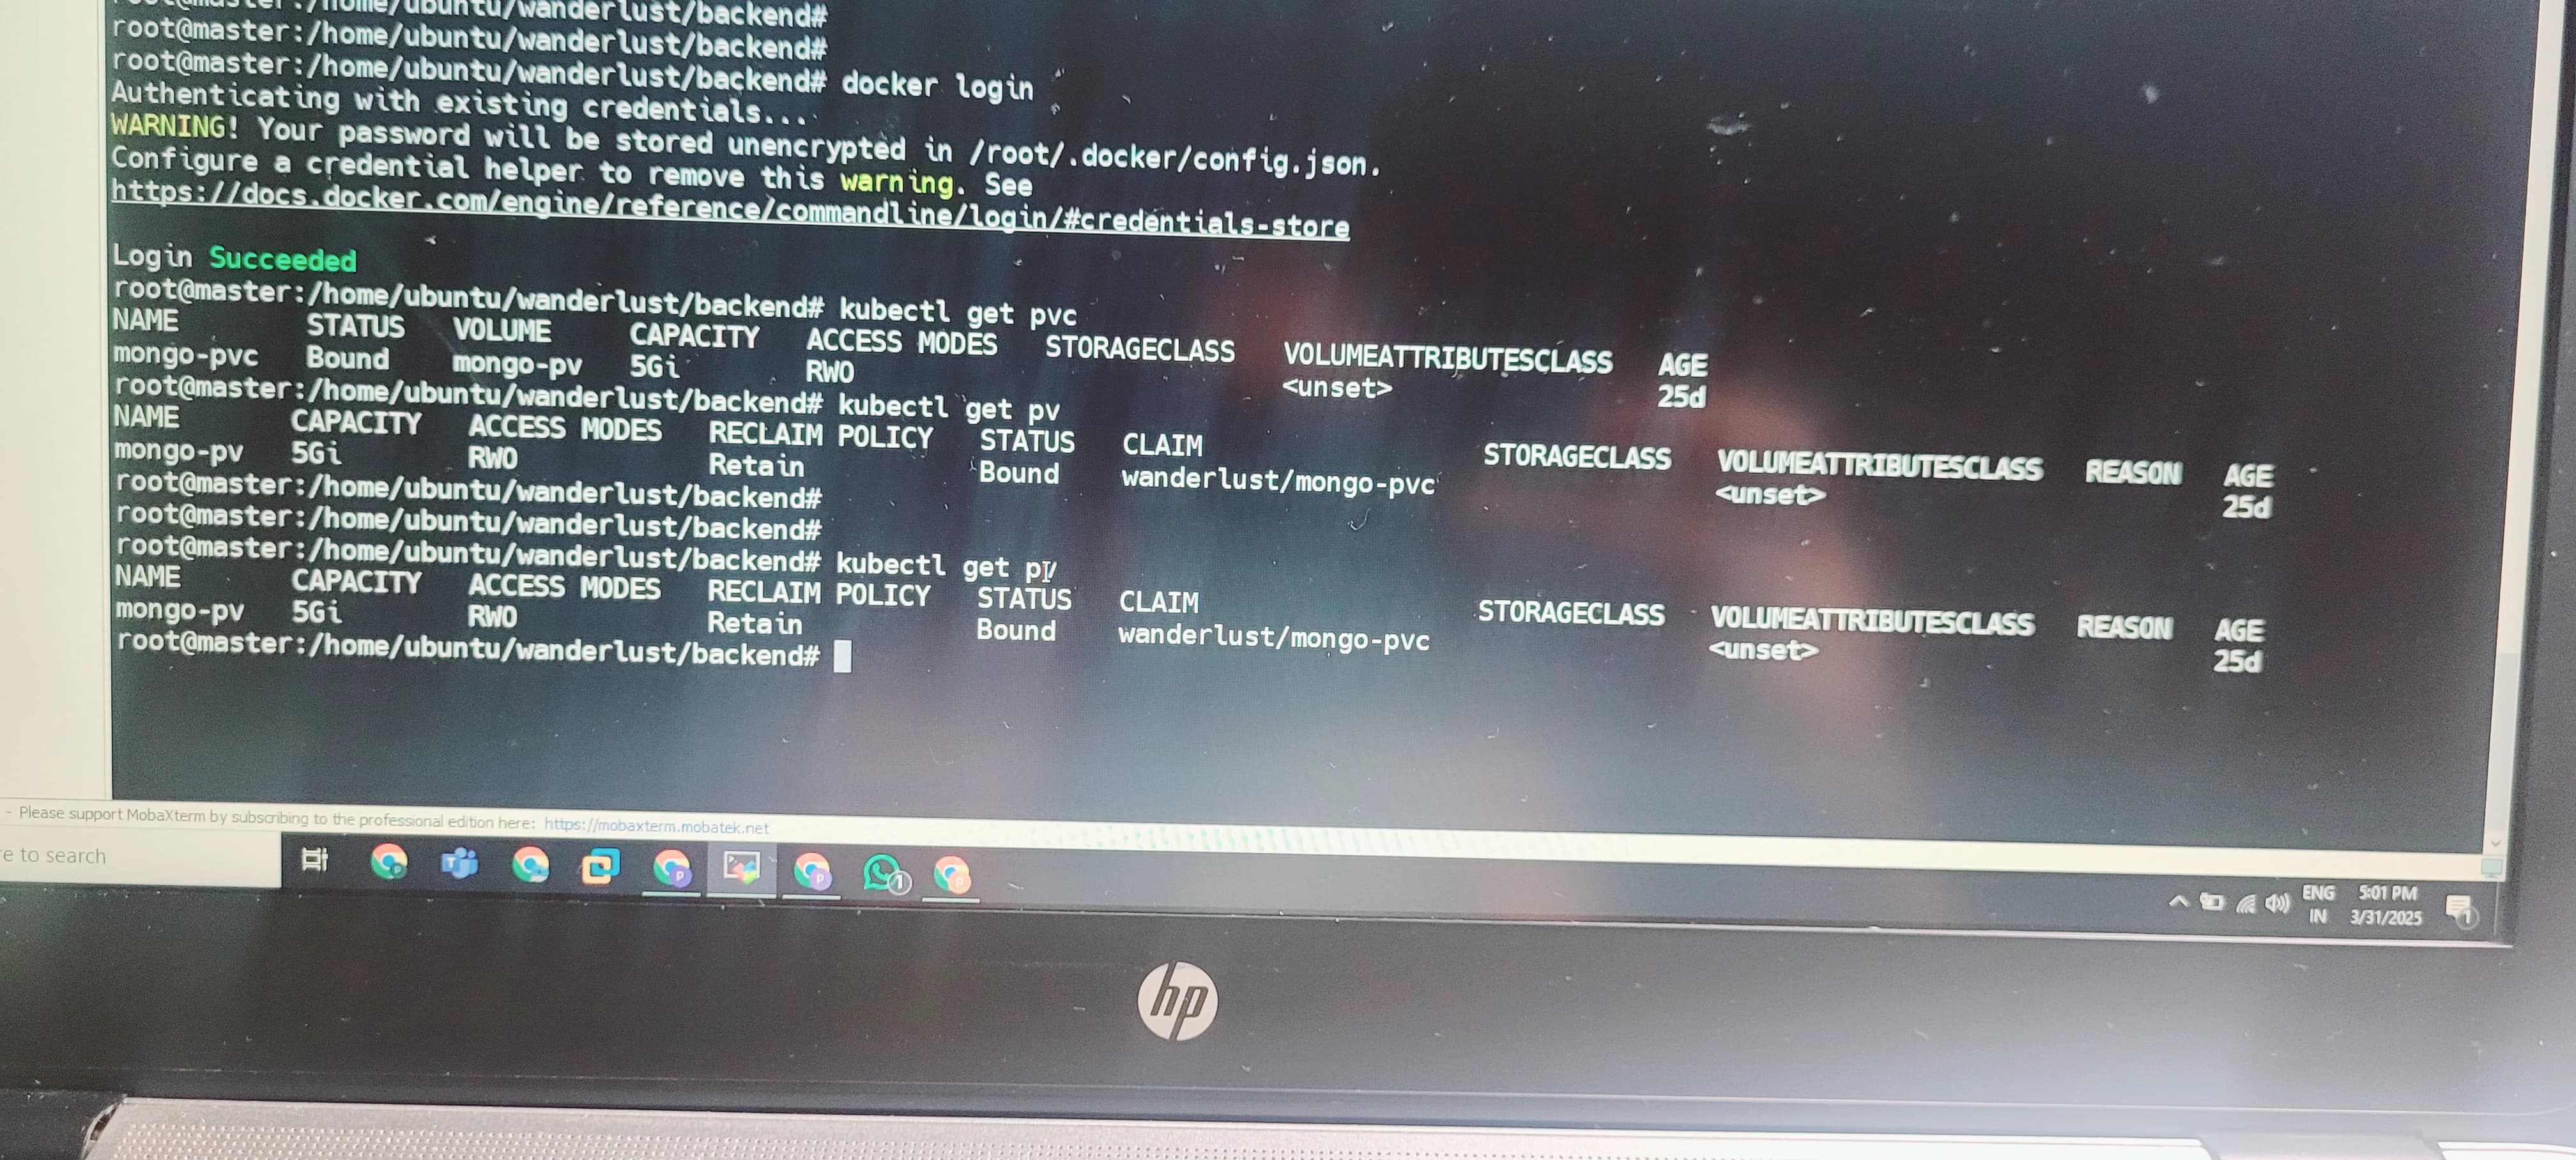 root@master:/home/ubuntu/wanderlust/backend#
root@master:/home/ubuntu/wanderlust/backend#
root@master:/home/ubuntu/wanderlust/backend# docker login
Authenticating with existing credentials...
WARNING! Your password will be stored unencrypted in /root/.docker/config.json.
Configure a credential helper to remove this warning. See
https://docs.docker.com/engine/reference/commandline/login/#credentials-store
Login Succeeded
root@master:/home/ubuntu/wanderlust/backend# kubectl get pvc
NAME STATUS VOLUME CAPACITY ACCESS MODES STORAGECLASS VOLUMEATTRIBUTESCLASS AGE
mongo-pvc Bound mongo-pv 5Gi RWO <unset> 25d
root@master:/home/ubuntu/wanderlust/backend# kubectl get pv
NAME CAPACITY ACCESS MODES RECLAIM POLICY STATUS CLAIM STORAGECLASS VOLUMEATTRIBUTESCLASS REASON AGE
mongo-pv 5Gi RWO Retain Bound wanderlust/mongo-pvc <unset> 25d
root@master:/home/ubuntu/wanderlust/backend#
root@master:/home/ubuntu/wanderlust/backend#
root@master:/home/ubuntu/wanderlust/backend# kubectl get pv
NAME CAPACITY ACCESS MODES RECLAIM POLICY STATUS CLAIM STORAGECLASS VOLUMEATTRIBUTESCLASS REASON AGE
mongo-pv 5Gi RWO Retain Bound wanderlust/mongo-pvc <unset> 25d
root@master:/home/ubuntu/wanderlust/backend#
- Please support MobaXterm by subscribing to the professional edition here: https://mobaxterm.mobatek.net
e to search
ENG 5:01 PM
IN 3/31/2025
hp